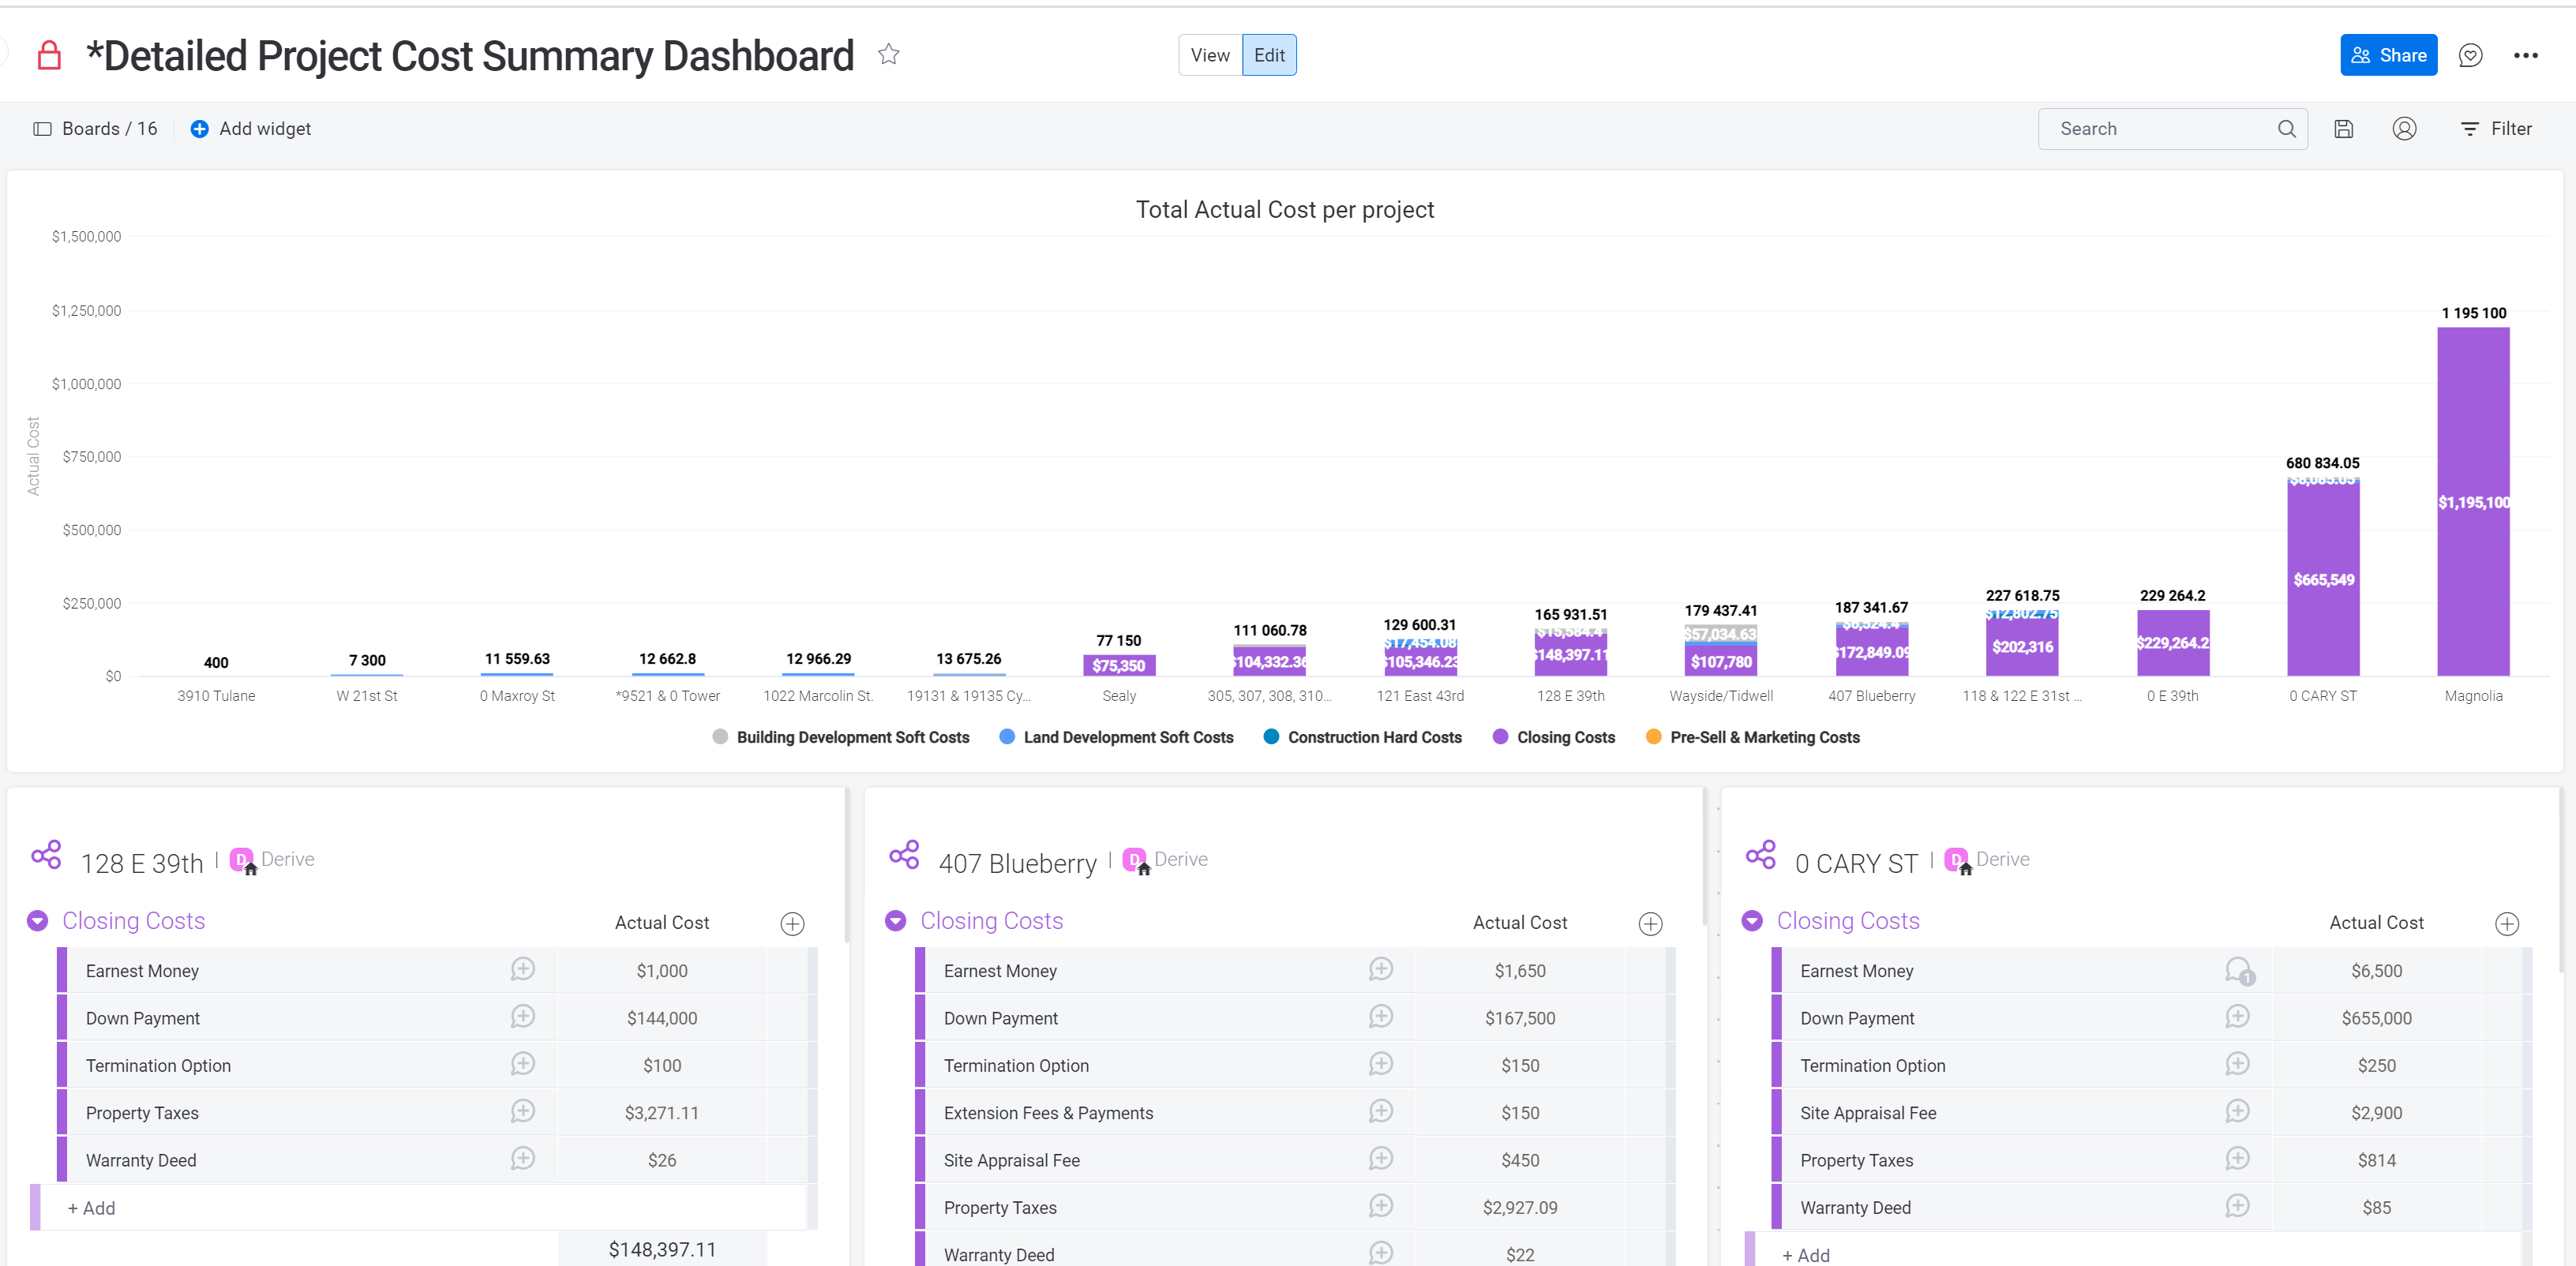 *Detailed Project Cost Summary Dashboard
View Edit
Share
Boards / 16
Add widget
Search
Filter
Total Actual Cost per project
Actual Cost
$1,500,000
$1,250,000
$1,000,000
$750,000
$500,000
$250,000
$0
400
7 300
11 559.63
12 662.8
12 966.29
13 675.26
77 150
$75,350
111 060.78
$104,332.36
129 600.31
$17,454.08
$105,346.23
165 931.51
$15,584.4
$148,397.11
179 437.41
$57,034.63
$107,780
187 341.67
$172,849.09
227 618.75
$12,802.75
$202,316
229 264.2
$229,264.2
680 834.05
$8,085.05
$665,549
1 195 100
$1,195,100
3910 Tulane
W 21st St
0 Maxroy St
*9521 & 0 Tower
1022 Marcolin St.
19131 & 19135 Cy...
Sealy
305, 307, 308, 310...
121 East 43rd
128 E 39th
Wayside/Tidwell
407 Blueberry
118 & 122 E 31st ...
0 E 39th
0 CARY ST
Magnolia
Building Development Soft Costs
Land Development Soft Costs
Construction Hard Costs
Closing Costs
Pre-Sell & Marketing Costs
128 E 39th | D Derive
Closing Costs Actual Cost
Earnest Money $1,000
Down Payment $144,000
Termination Option $100
Property Taxes $3,271.11
Warranty Deed $26
+ Add
$148,397.11
407 Blueberry | D Derive
Closing Costs Actual Cost
Earnest Money $1,650
Down Payment $167,500
Termination Option $150
Extension Fees & Payments $150
Site Appraisal Fee $450
Property Taxes $2,927.09
Warranty Deed $22
0 CARY ST | D Derive
Closing Costs Actual Cost
Earnest Money 1 $6,500
Down Payment $655,000
Termination Option $250
Site Appraisal Fee $2,900
Property Taxes $814
Warranty Deed $85
+ Add